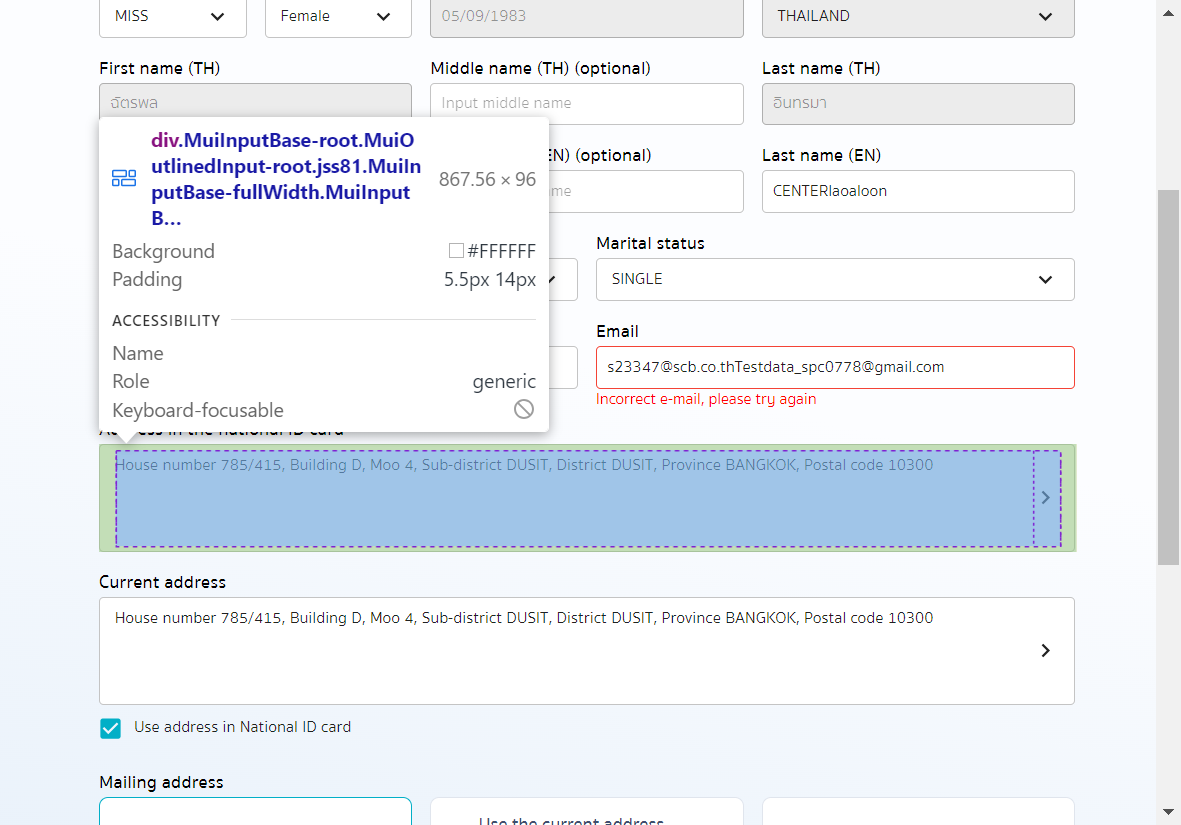 MISS
Female
05/09/1983
THAILAND
First name (TH)
Middle name (TH) (optional)
Last name (TH)
ฉัตรพล
Input middle name
อินทรมา
div.MuiInputBase-root.MuiO
utlinedInput-root.jss81.MuiIn
putBase-fullWidth.MuiInput
B...
867.56 × 96
EN) (optional)
Last name (EN)
me
CENTERlaoaloon
Background
#FFFFFF
Padding
5.5px 14px
Marital status
SINGLE
ACCESSIBILITY
Name
Role
generic
Keyboard-focusable
Email
s23347@scb.co.thTestdata_spc0778@gmail.com
Incorrect e-mail, please try again
Address in the national ID card
House number 785/415, Building D, Moo 4, Sub-district DUSIT, District DUSIT, Province BANGKOK, Postal code 10300
Current address
House number 785/415, Building D, Moo 4, Sub-district DUSIT, District DUSIT, Province BANGKOK, Postal code 10300
Use address in National ID card
Mailing address
Use the current address